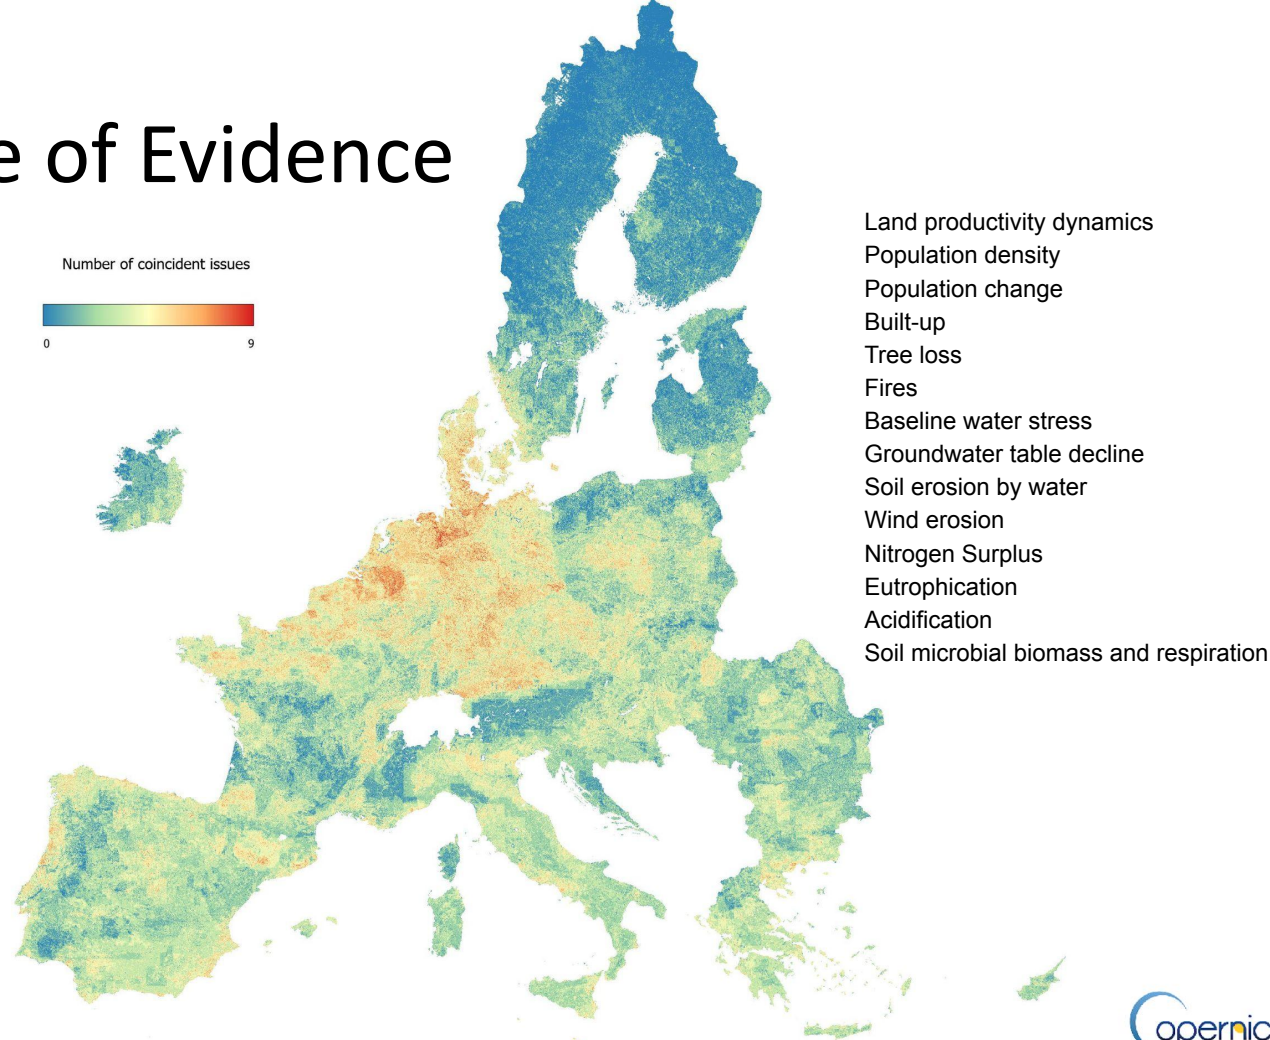 e of Evidence
Number of coincident issues
0 9
Land productivity dynamics
Population density
Population change
Built-up
Tree loss
Fires
Baseline water stress
Groundwater table decline
Soil erosion by water
Wind erosion
Nitrogen Surplus
Eutrophication
Acidification
Soil microbial biomass and respiration
opernic